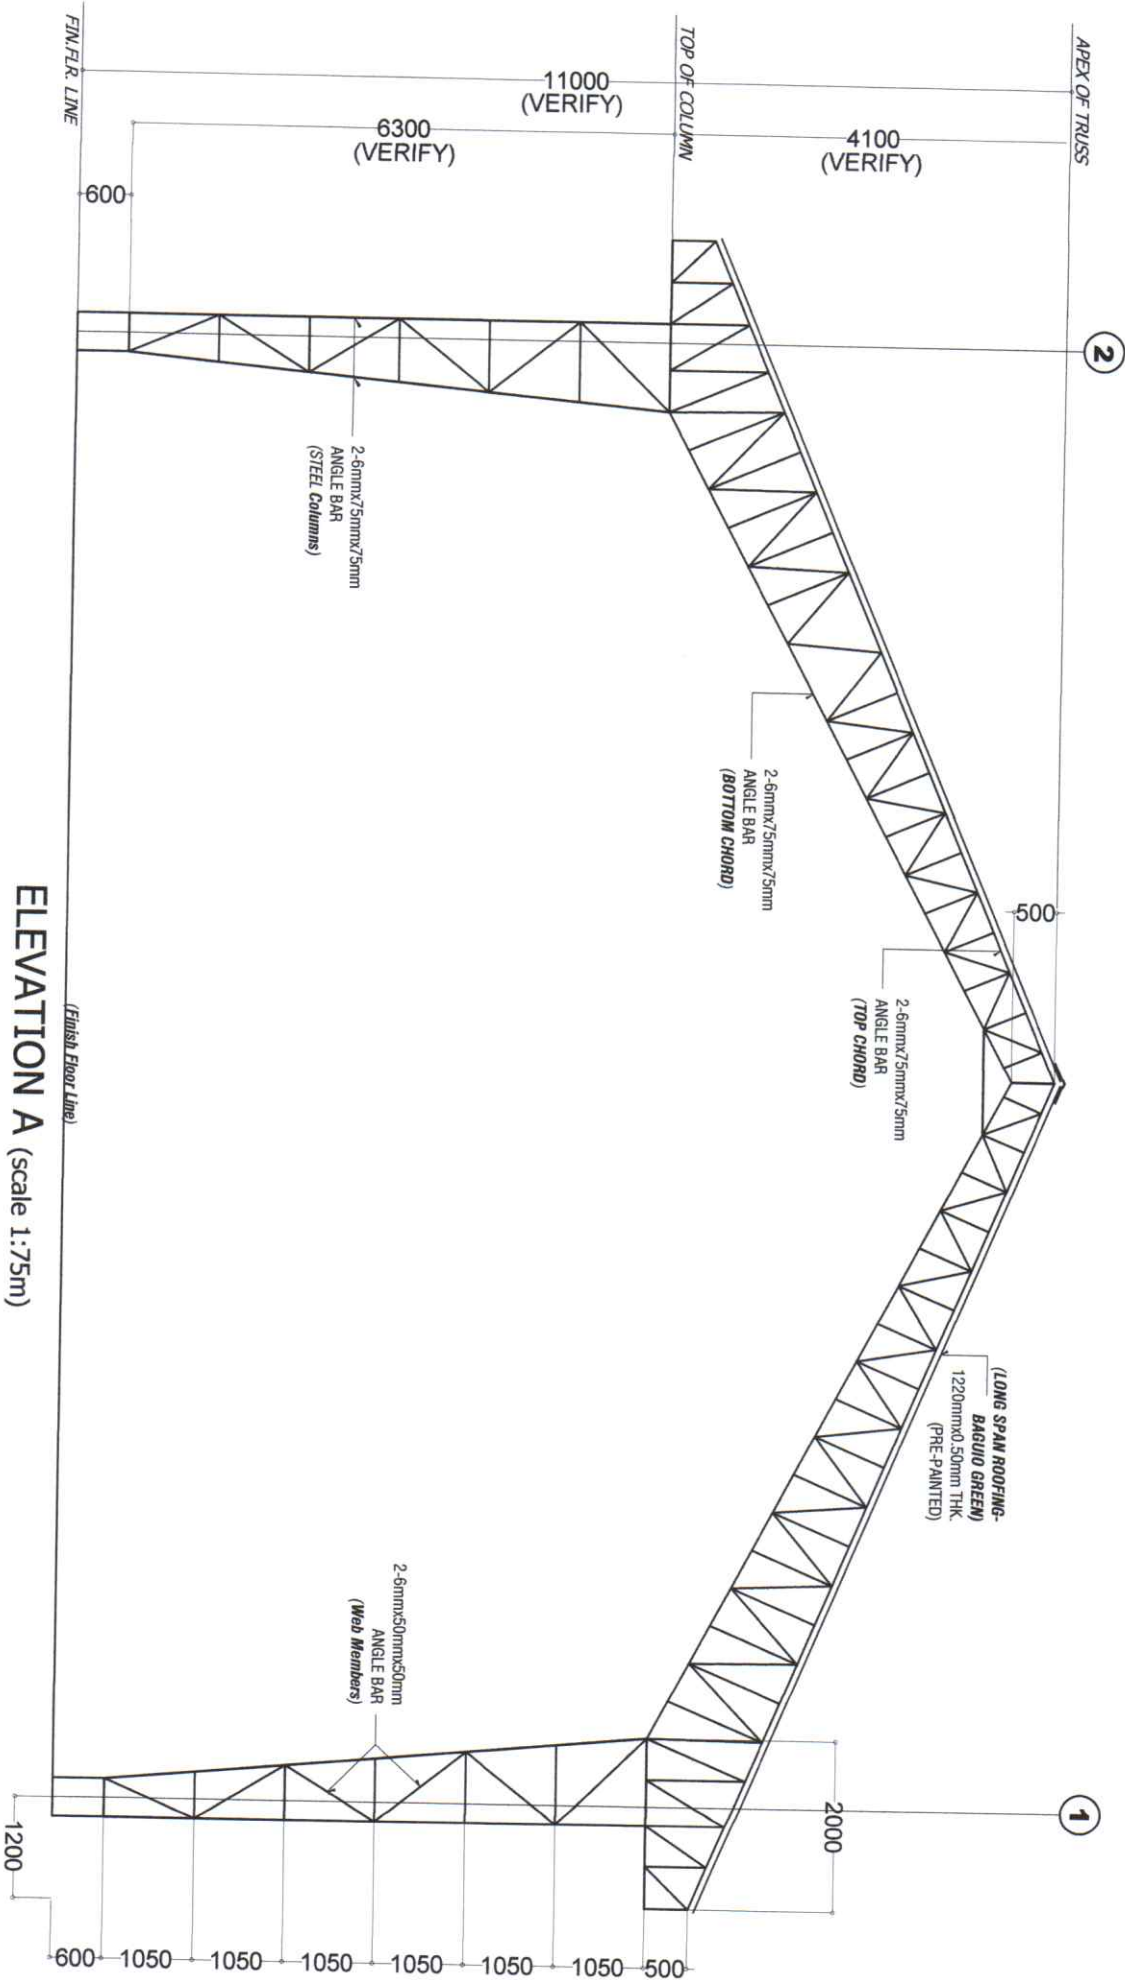 APEX OF TRUSS
TOP OF COLUMN
FIN.FLR. LINE
4100
(VERIFY)
11000
(VERIFY)
6300
(VERIFY)
600
2
1
500
2-6mmx75mmx75mm
ANGLE BAR
(STEEL Columns)
2-6mmx75mmx75mm
ANGLE BAR
(BOTTOM CHORD)
2-6mmx75mmx75mm
ANGLE BAR
(TOP CHORD)
(LONG SPAN ROOFING-
BAGUIO GREEN)
1220mmx0.50mm THK.
(PRE-PAINTED)
2-6mmx50mmx50mm
ANGLE BAR
(Web Members)
2000
500
1050
1050
1050
1050
1050
1050
600
1200
(Finish Floor Line)
ELEVATION A (scale 1:75m)